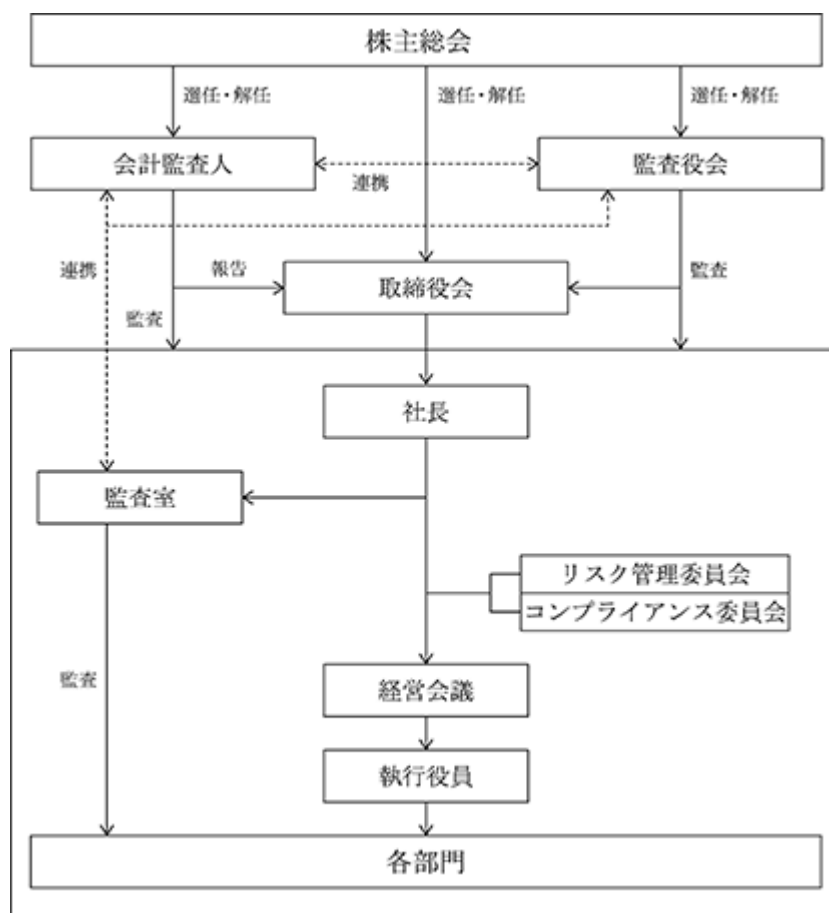 株主総会
選任・解任
選任・解任
選任・解任
会計監査人
監査役会
連携
連携
報告
取締役会
監査
監査
社長
監査室
リスク管理委員会
コンプライアンス委員会
監査
経営会議
執行役員
各部門